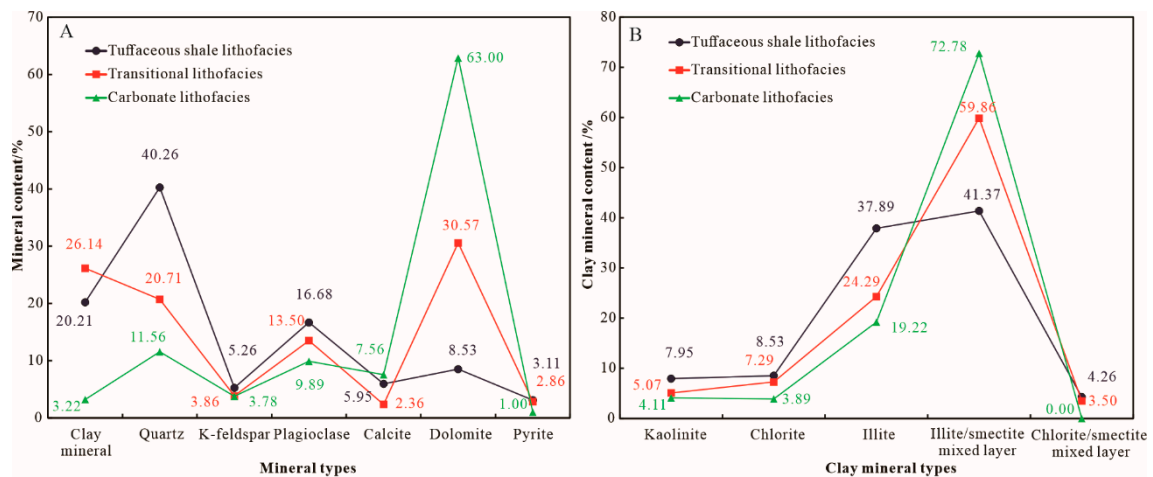 A
Tuffaceous shale lithofacies
Transitional lithofacies
Carbonate lithofacies
Mineral content/%
70
60
50
40
30
20
10
0
63.00
40.26
30.57
26.14
20.71
20.21
16.68
13.50
11.56
9.89
8.53
7.56
5.95
5.26
3.86
3.78
3.22
3.11
2.86
2.36
1.00
Clay mineral
Quartz
K-feldspar
Plagioclase
Calcite
Dolomite
Pyrite
Mineral types
B
Tuffaceous shale lithofacies
Transitional lithofacies
Carbonate lithofacies
Clay mineral content /%
80
70
60
50
40
30
20
10
0
72.78
59.86
41.37
37.89
24.29
19.22
8.53
7.95
7.29
5.07
4.11
3.89
4.26
3.50
0.00
Kaolinite
Chlorite
Illite
Illite/smectite
mixed layer
Chlorite/smectite
mixed layer
Clay mineral types